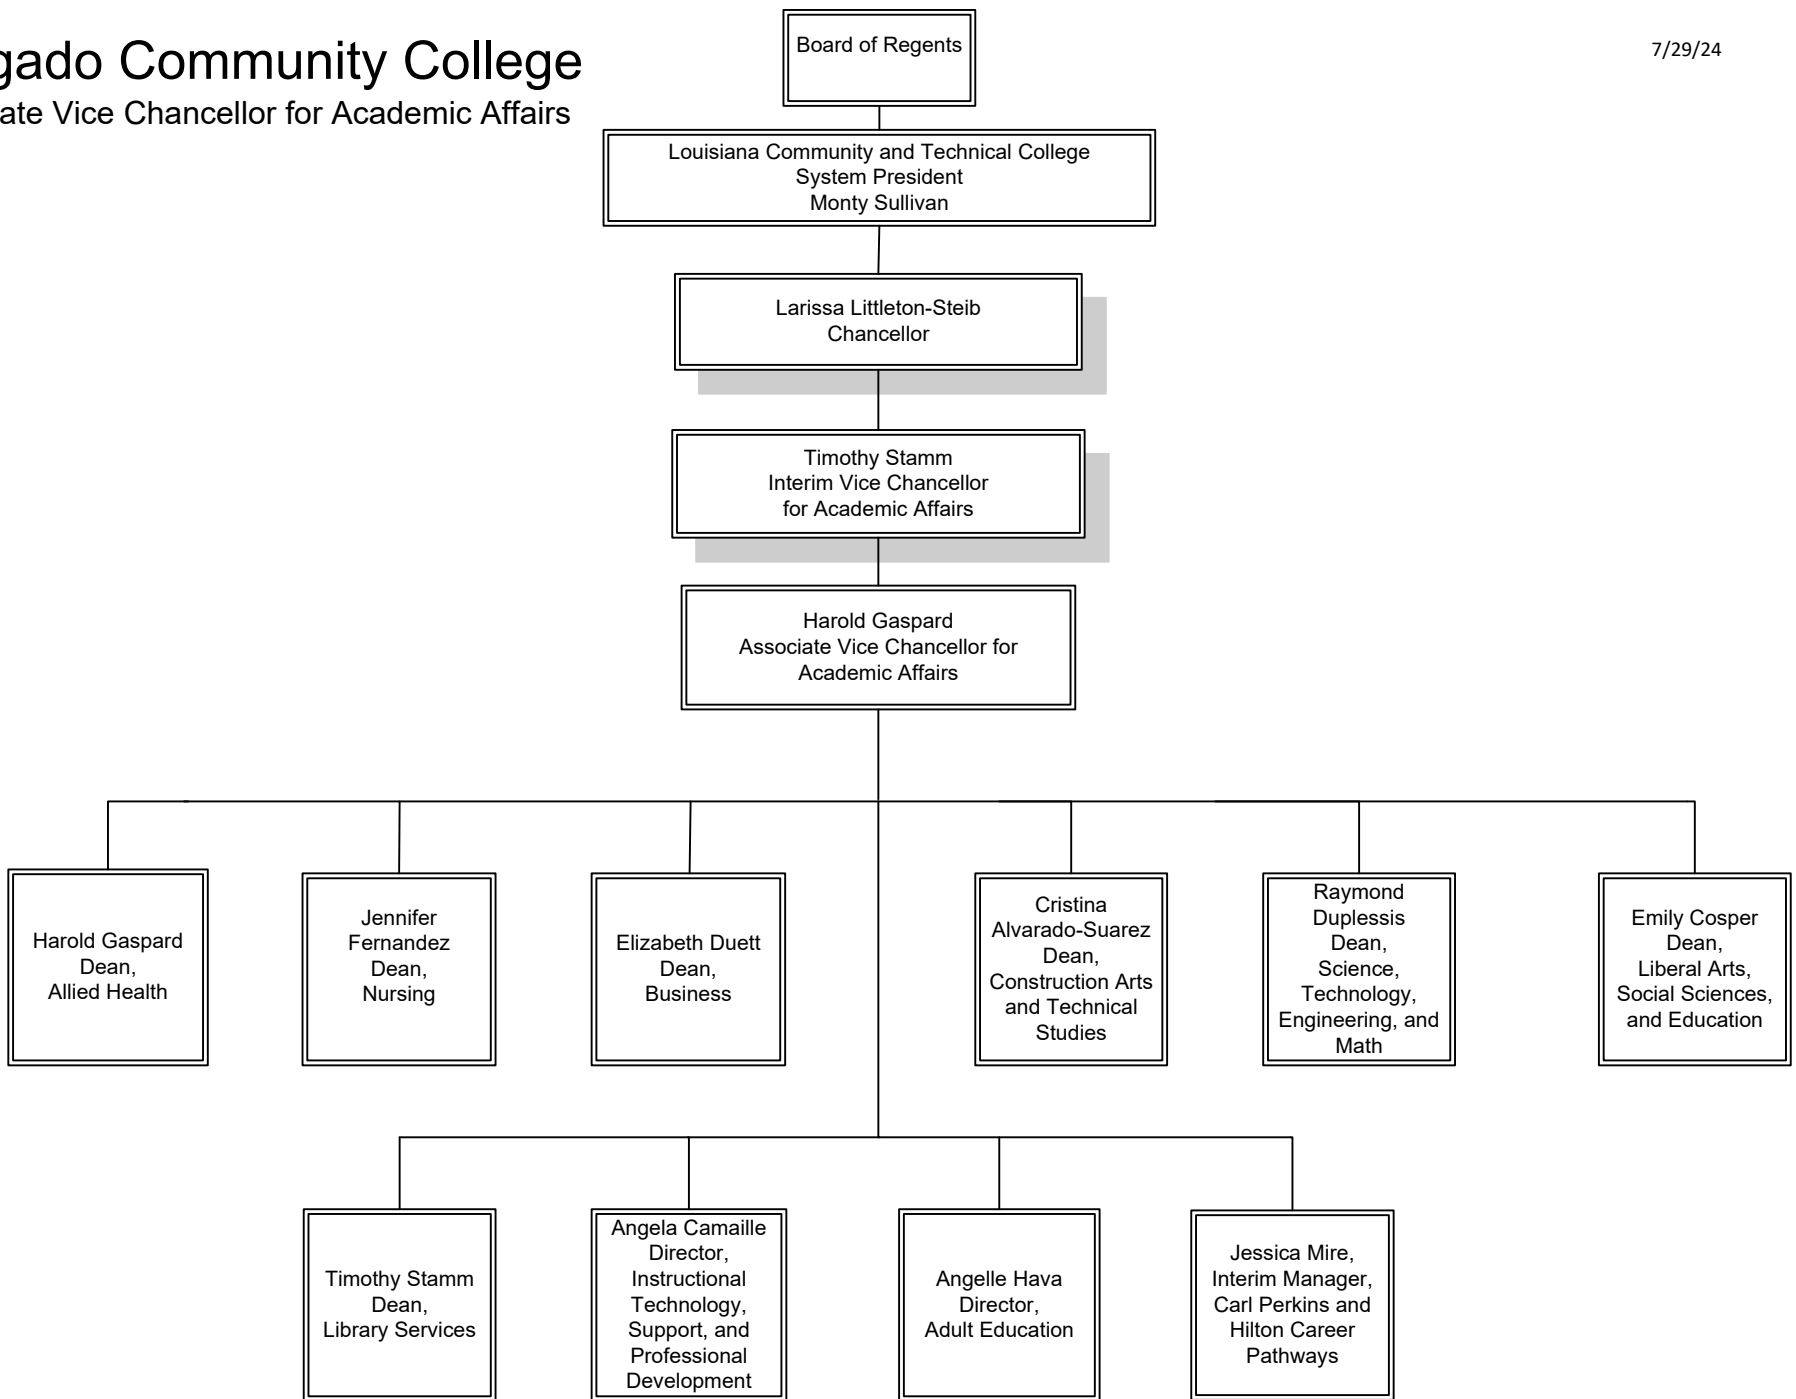 gado Community College
ate Vice Chancellor for Academic Affairs
7/29/24
Board of Regents
Louisiana Community and Technical College
System President
Monty Sullivan
Larissa Littleton-Steib
Chancellor
Timothy Stamm
Interim Vice Chancellor
for Academic Affairs
Harold Gaspard
Associate Vice Chancellor for
Academic Affairs
Harold Gaspard
Dean,
Allied Health
Jennifer
Fernandez
Dean,
Nursing
Elizabeth Duett
Dean,
Business
Cristina
Alvarado-Suarez
Dean,
Construction Arts
and Technical
Studies
Raymond
Duplessis
Dean,
Science,
Technology,
Engineering, and
Math
Emily Cosper
Dean,
Liberal Arts,
Social Sciences,
and Education
Timothy Stamm
Dean,
Library Services
Angela Camaille
Director,
Instructional
Technology,
Support, and
Professional
Development
Angelle Hava
Director,
Adult Education
Jessica Mire,
Interim Manager,
Carl Perkins and
Hilton Career
Pathways